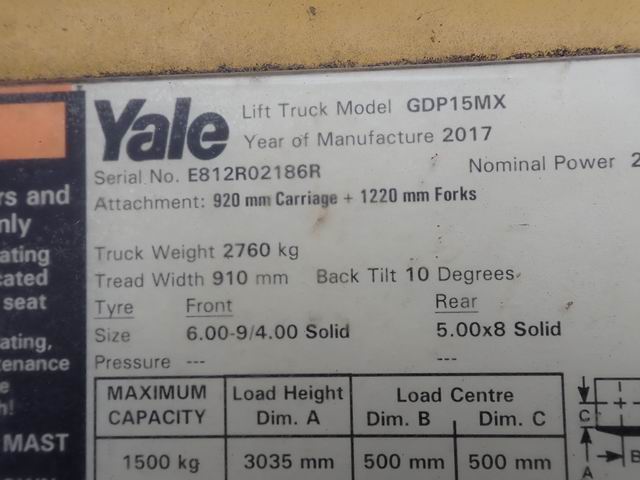 Yale
Lift Truck Model GDP15MX
Year of Manufacture 2017
Serial No. E812R02186R
Nominal Power 2
Attachment: 920 mm Carriage + 1220 mm Forks
Truck Weight 2760 kg
Tread Width 910 mm Back Tilt 10 Degrees
Tyre Front Rear
Size 6.00-9/4.00 Solid 5.00x8 Solid
Pressure --- ---
MAXIMUM CAPACITY Load Height Dim. A Load Centre Dim. B Dim. C
1500 kg 3035 mm 500 mm 500 mm
C
A
B
rs and
nly
ating
cated
seat
ating,
tenance
e
h!
MAST